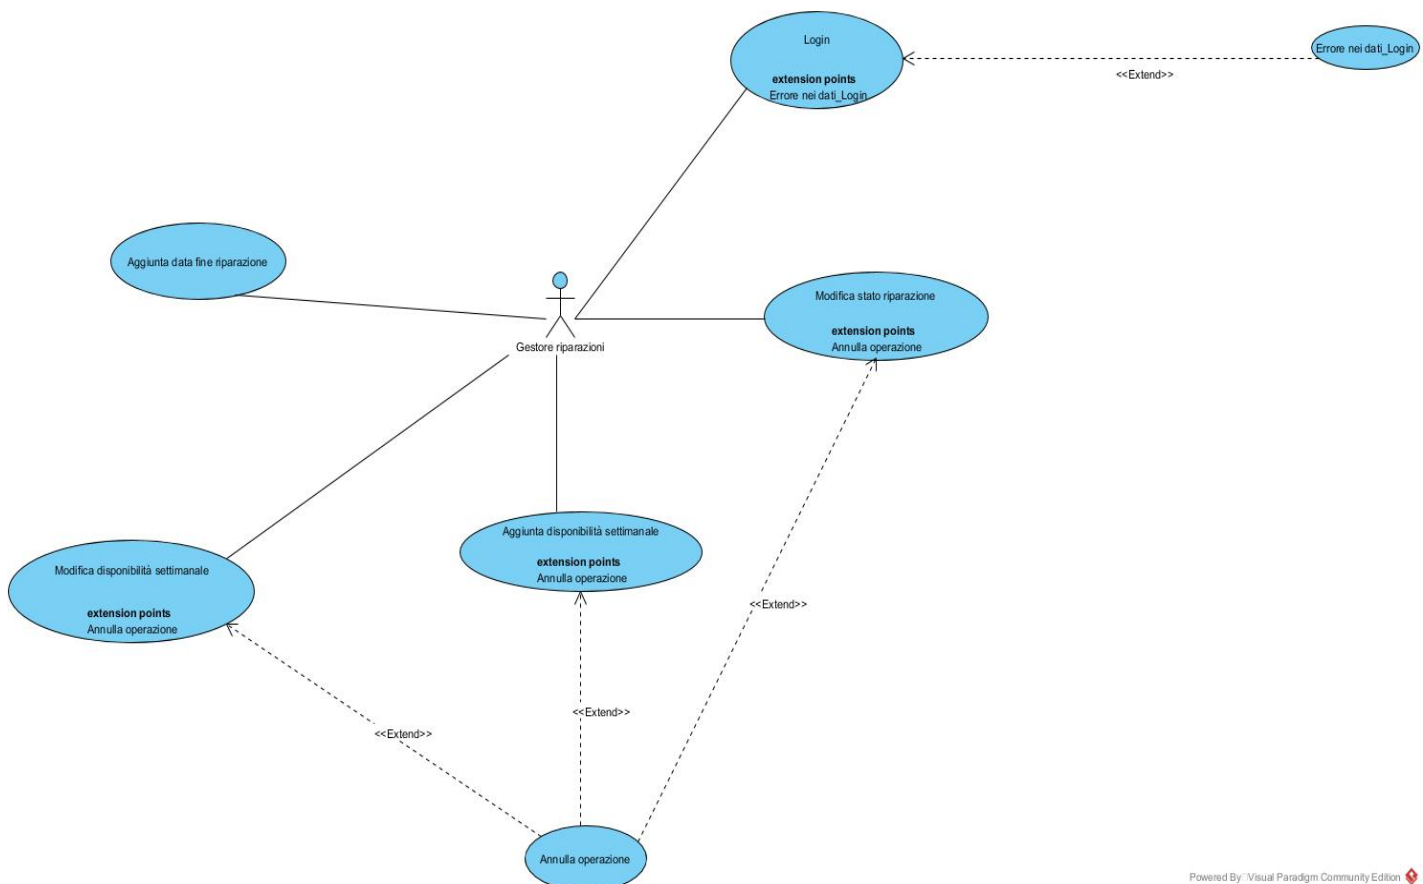 Login
extension points
Errore nei dati_Login
Errore nei dati_Login
<<Extend>>
Aggiunta data fine riparazione
Gestore riparazioni
Modifica stato riparazione
extension points
Annulla operazione
Aggiunta disponibilità settimanale
extension points
Annulla operazione
Modifica disponibilità settimanale
extension points
Annulla operazione
<<Extend>>
<<Extend>>
<<Extend>>
Annulla operazione
Powered By Visual Paradigm Community Edition